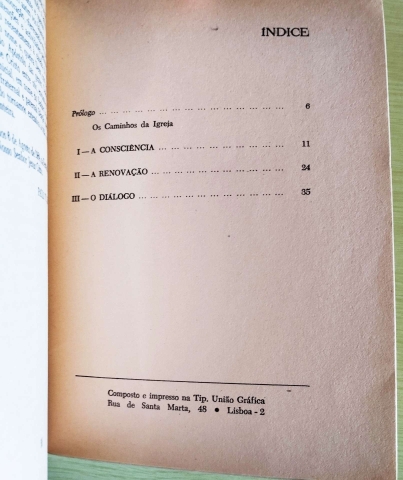 ÍNDICE
Prólogo ... ... ... ... ... ... ... ... ... ... ... ... ... ... 6
Os Caminhos da Igreja
I — A CONSCIÊNCIA ... ... ... ... ... ... ... ... ... 11
II — A RENOVAÇÃO ... ... ... ... ... ... ... ... ... 24
III — O DIÁLOGO ... ... ... ... ... ... ... ... ... ... 35
Composto e impresso na Tip. União Gráfica
Rua de Santa Marta, 48 • Lisboa - 2